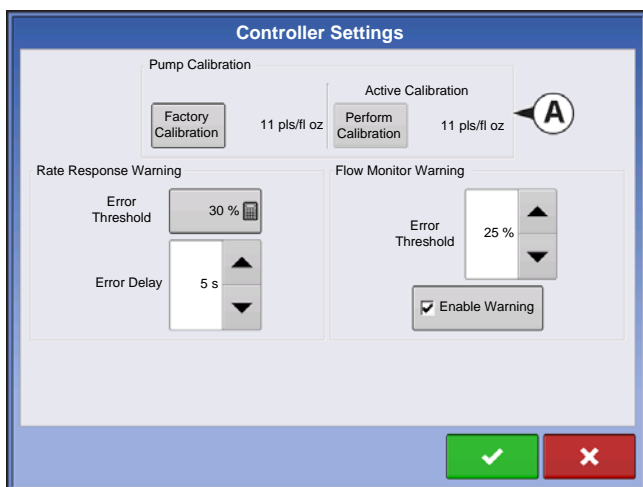 Controller Settings
Pump Calibration
Active Calibration
Factory
Calibration
11 pls/fl oz
Perform
Calibration
11 pls/fl oz
A
Rate Response Warning
Error
Threshold
30 %
Error Delay
5 s
Flow Monitor Warning
Error
Threshold
25 %
Enable Warning